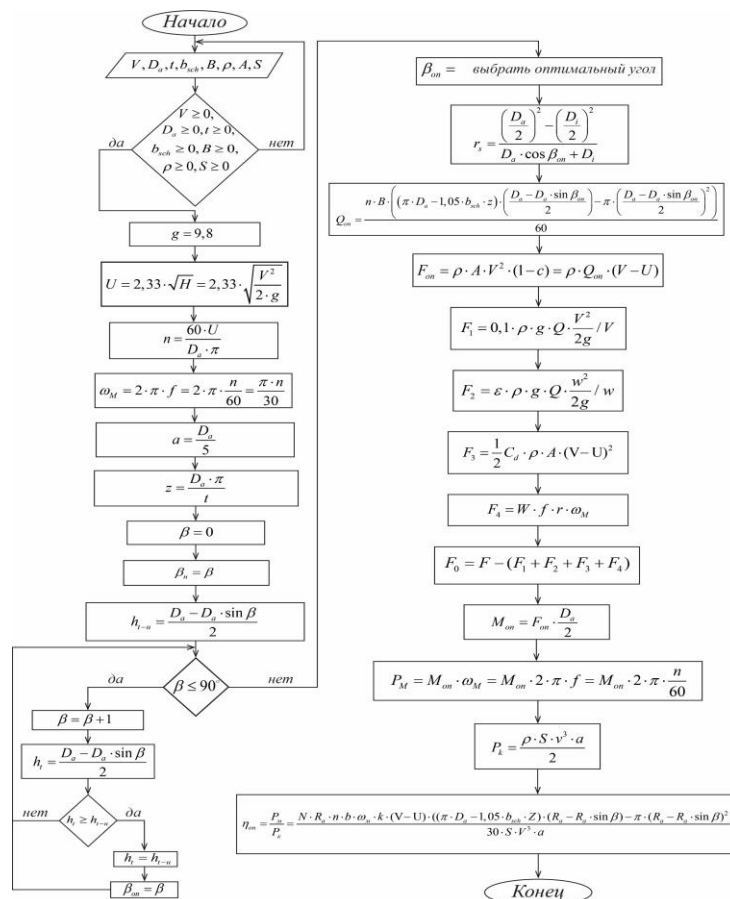 Начало
V, D_a, t, b_sch, B, ρ, A, S
V ≥ 0,
D_a ≥ 0, t ≥ 0,
b_sch ≥ 0, B ≥ 0,
ρ ≥ 0, S ≥ 0
да
нет
g = 9,8
U = 2,33 · √H = 2,33 · √(V² / (2 · g))
n = (60 · U) / (D_a · π)
ω_M = 2 · π · f = 2 · π · n/60 = (π · n)/30
a = D_a / 5
z = (D_a · π) / t
β = 0
β_n = β
h_{t-u} = (D_a − D_a · sin β) / 2
β ≤ 90°
да
нет
β = β + 1
h_t = (D_a − D_a · sin β) / 2
h_t ≥ h_{t-u}
нет
да
h_t = h_{t-u}
β_on = β
β_on = выбрать оптимальный угол
r_s = ((D_a/2)² − (D_i/2)²) / (D_a · cos β_on + D_i)
Q_on = (n · B · ((π · D_a − 1,05 · b_sch · z) · ((D_a − D_a · sin β_on)/2) − π · ((D_a − D_a · sin β_on)/2)²)) / 60
F_on = ρ · A · V² · (1 − c) = ρ · Q_on · (V − U)
F_1 = 0,1 · ρ · g · Q · V²/2g / V
F_2 = ε · ρ · g · Q · w²/2g / w
F_3 = 1/2 C_d · ρ · A · (V−U)²
F_4 = W · f · r · ω_M
F_0 = F − (F_1 + F_2 + F_3 + F_4)
M_on = F_on · D_a/2
P_M = M_on · ω_M = M_on · 2 · π · f = M_on · 2 · π · n/60
P_k = (ρ · S · v³ · a) / 2
η_on = P_u/P_k = (N · R_a · n · b · ω_u · k · (V−U) · ((π · D_a − 1,05 · b_sch · Z) · (R_a − R_a · sin β) − π · (R_a − R_a · sin β)²) / (30 · S · V³ · a)
Конец